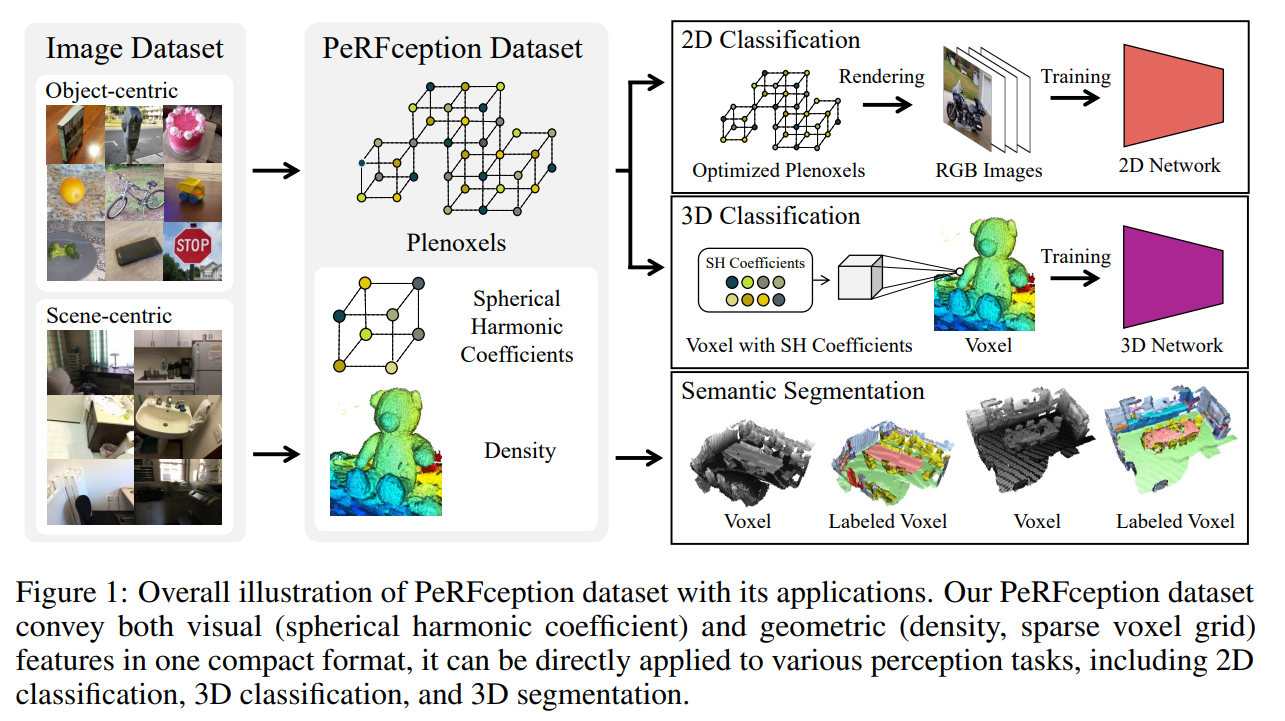 Image Dataset
Object-centric
STOP
Scene-centric
PeRFception Dataset
Plenoxels
Spherical
Harmonic
Coefficients
Density
2D Classification
Optimized Plenoxels
Rendering
RGB Images
Training
2D Network
3D Classification
SH Coefficients
Voxel with SH Coefficients
Voxel
Training
3D Network
Semantic Segmentation
Voxel
Labeled Voxel
Voxel
Labeled Voxel
Figure 1: Overall illustration of PeRFception dataset with its applications. Our PeRFception dataset
convey both visual (spherical harmonic coefficient) and geometric (density, sparse voxel grid)
features in one compact format, it can be directly applied to various perception tasks, including 2D
classification, 3D classification, and 3D segmentation.